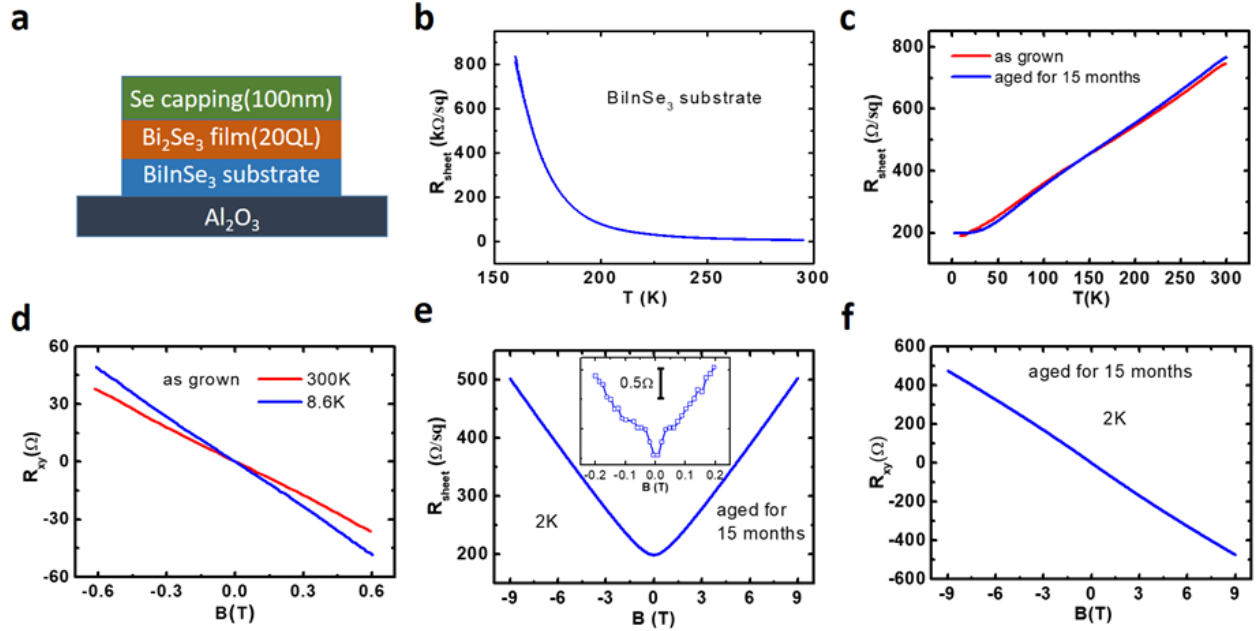 a
Se capping(100nm)
Bi₂Se₃ film(20QL)
BiInSe₃ substrate
Al₂O₃
b
800
600
400
200
0
R_sheet (kΩ/sq)
BiInSe₃ substrate
150
200
250
300
T (K)
c
800
600
400
200
R_sheet (Ω/sq)
as grown
aged for 15 months
0
50
100
150
200
250
300
T(K)
d
60
30
0
-30
-60
R_xy(Ω)
as grown
300K
8.6K
-0.6
-0.3
0.0
0.3
0.6
B(T)
e
500
400
300
200
R_sheet (Ω/sq)
0.5Ω
-0.2
-0.1
0.0
0.1
0.2
B (T)
2K
aged for
15 months
-9
-6
-3
0
3
6
9
B(T)
f
600
400
200
0
-200
-400
-600
R_xy(Ω)
aged for 15 months
2K
-9
-6
-3
0
3
6
9
B(T)